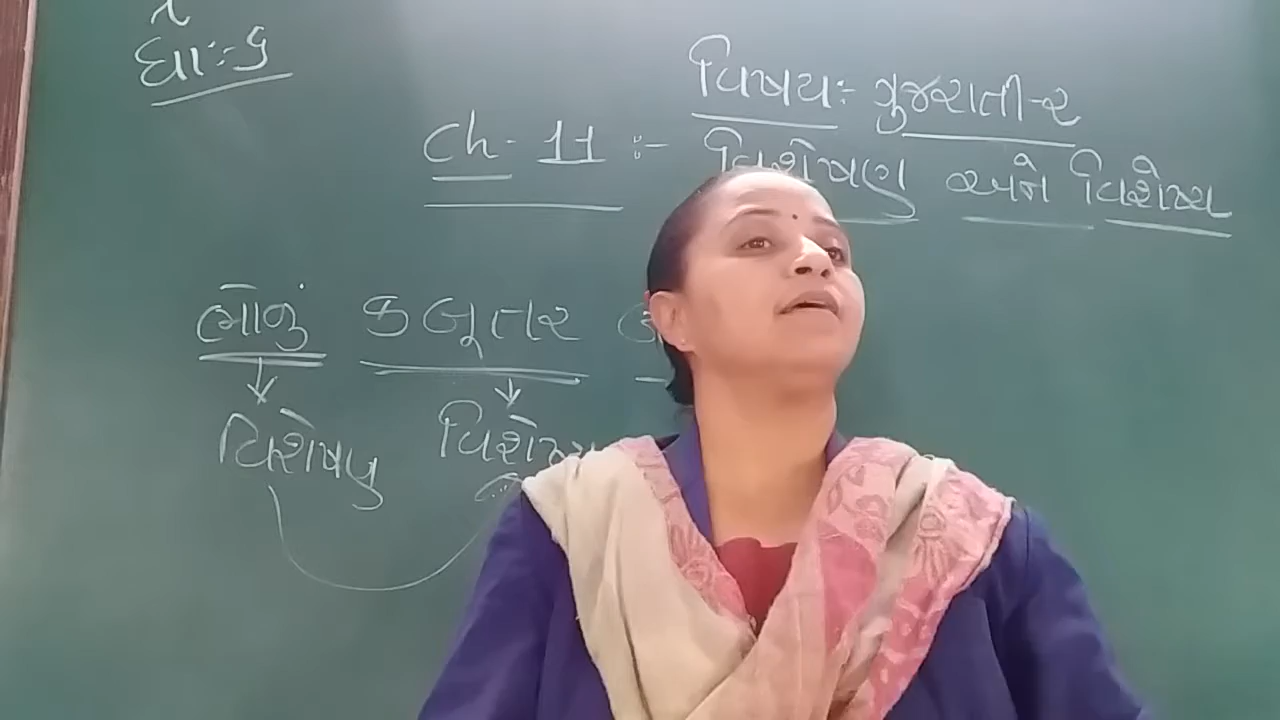 ધોઃ-૬
વિષયઃ- ગુજરાતી-૨
Ch-11 :- વિશેષણ અને વિશેષ્ય
ભોળું કબૂતર
વિશેષણ વિશેષ્ય